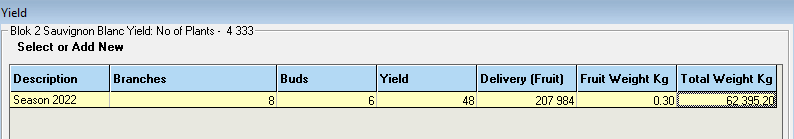 Yield
Blok 2 Sauvignon Blanc Yield: No of Plants - 4 333
Select or Add New
Description Branches Buds Yield Delivery (Fruit) Fruit Weight Kg Total Weight Kg
Season 2022 8 6 48 207 984 0.30 62 395.20